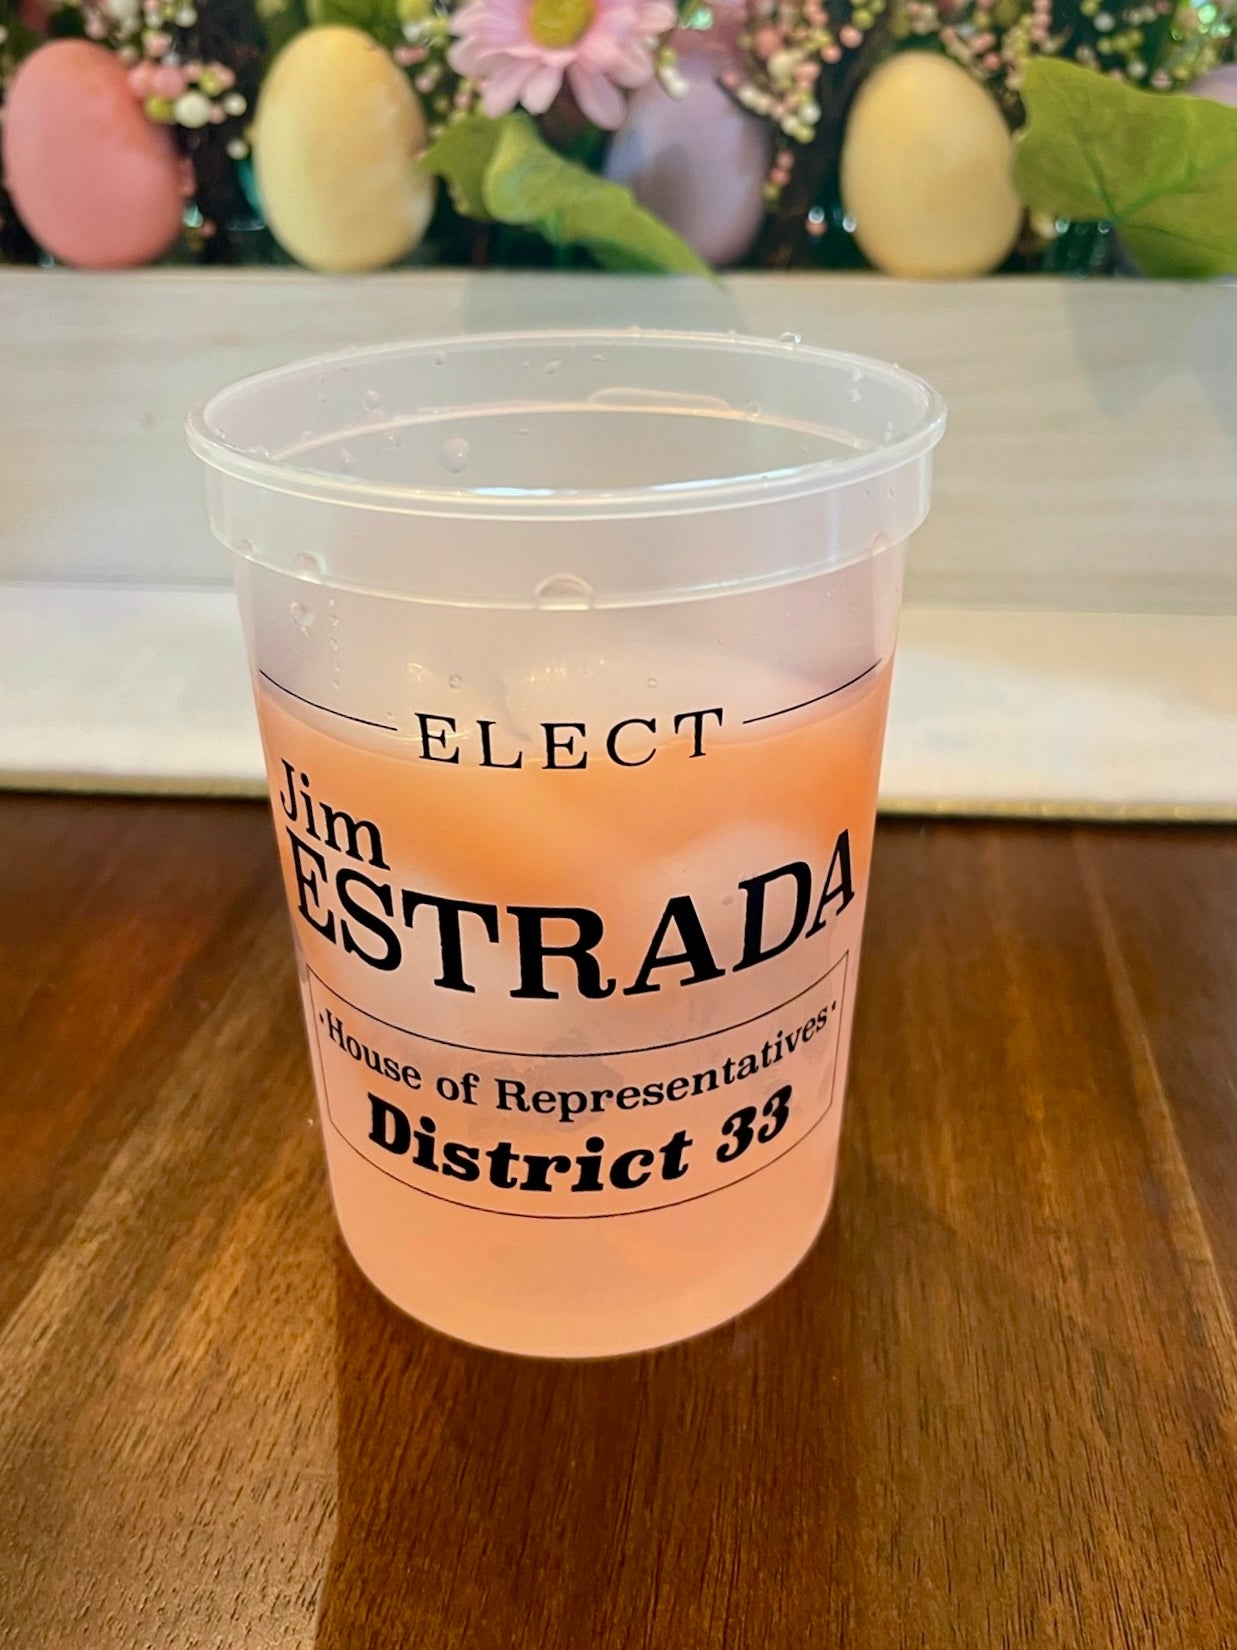 ELECT
Jim
ESTRADA
·House of Representatives·
District 33